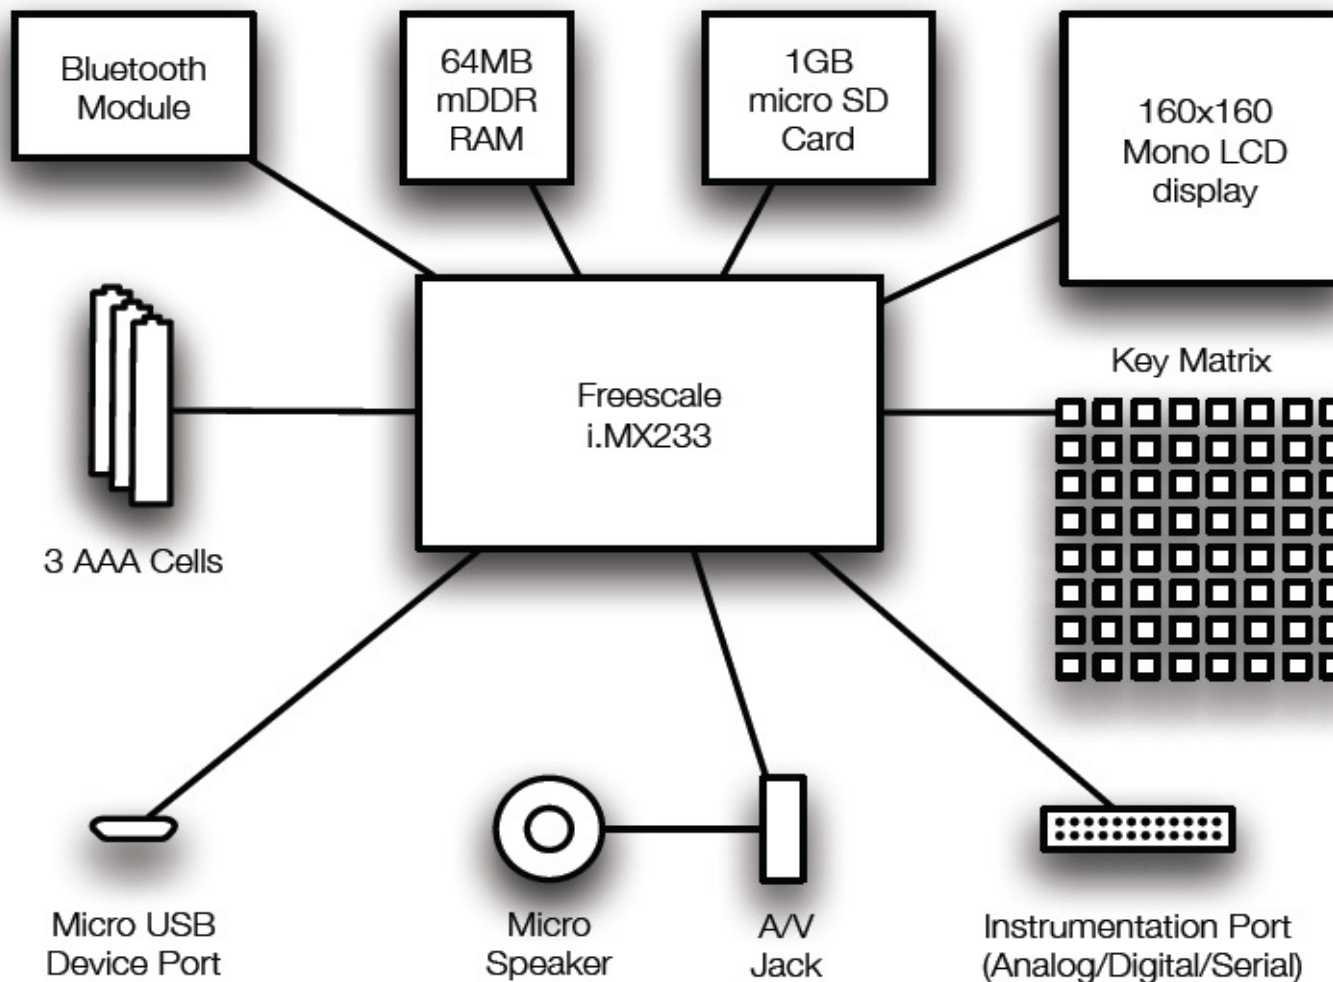 Bluetooth
Module
64MB
mDDR
RAM
1GB
micro SD
Card
160x160
Mono LCD
display
Freescale
i.MX233
Key Matrix
3 AAA Cells
Micro USB
Device Port
Micro
Speaker
A/V
Jack
Instrumentation Port
(Analog/Digital/Serial)